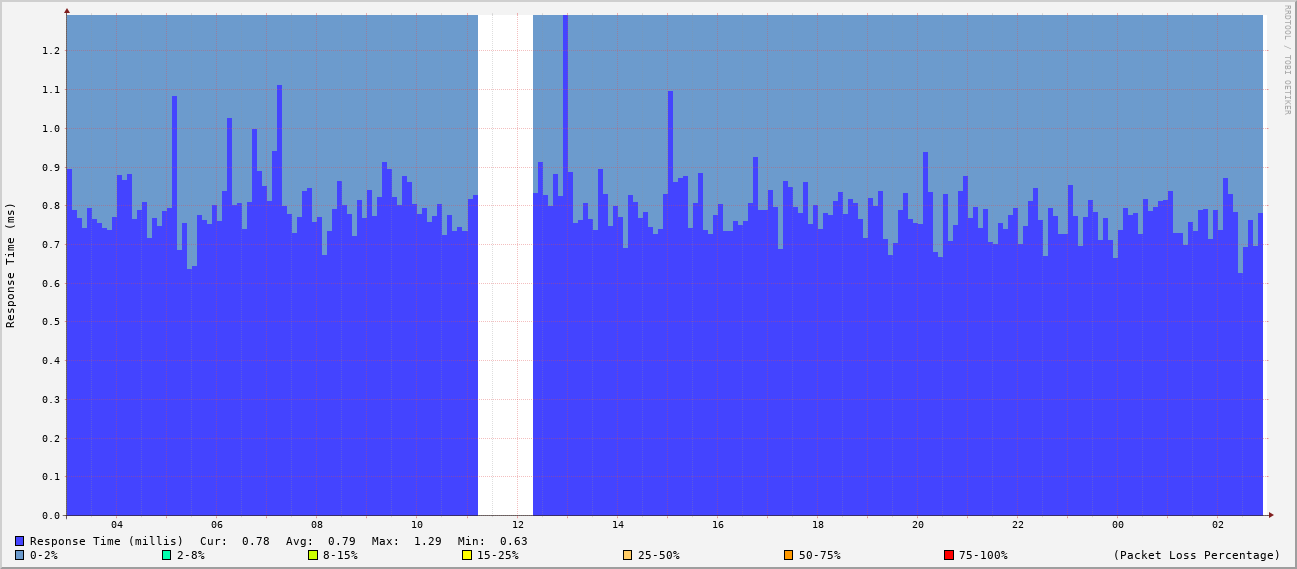 RRDTOOL / TOBI OETIKER
Response Time (ms)
1.2
1.1
1.0
0.9
0.8
0.7
0.6
0.5
0.4
0.3
0.2
0.1
0.0
04 06 08 10 12 14 16 18 20 22 00 02
Response Time (millis) Cur: 0.78 Avg: 0.79 Max: 1.29 Min: 0.63
0-2% 2-8% 8-15% 15-25% 25-50% 50-75% 75-100% (Packet Loss Percentage)